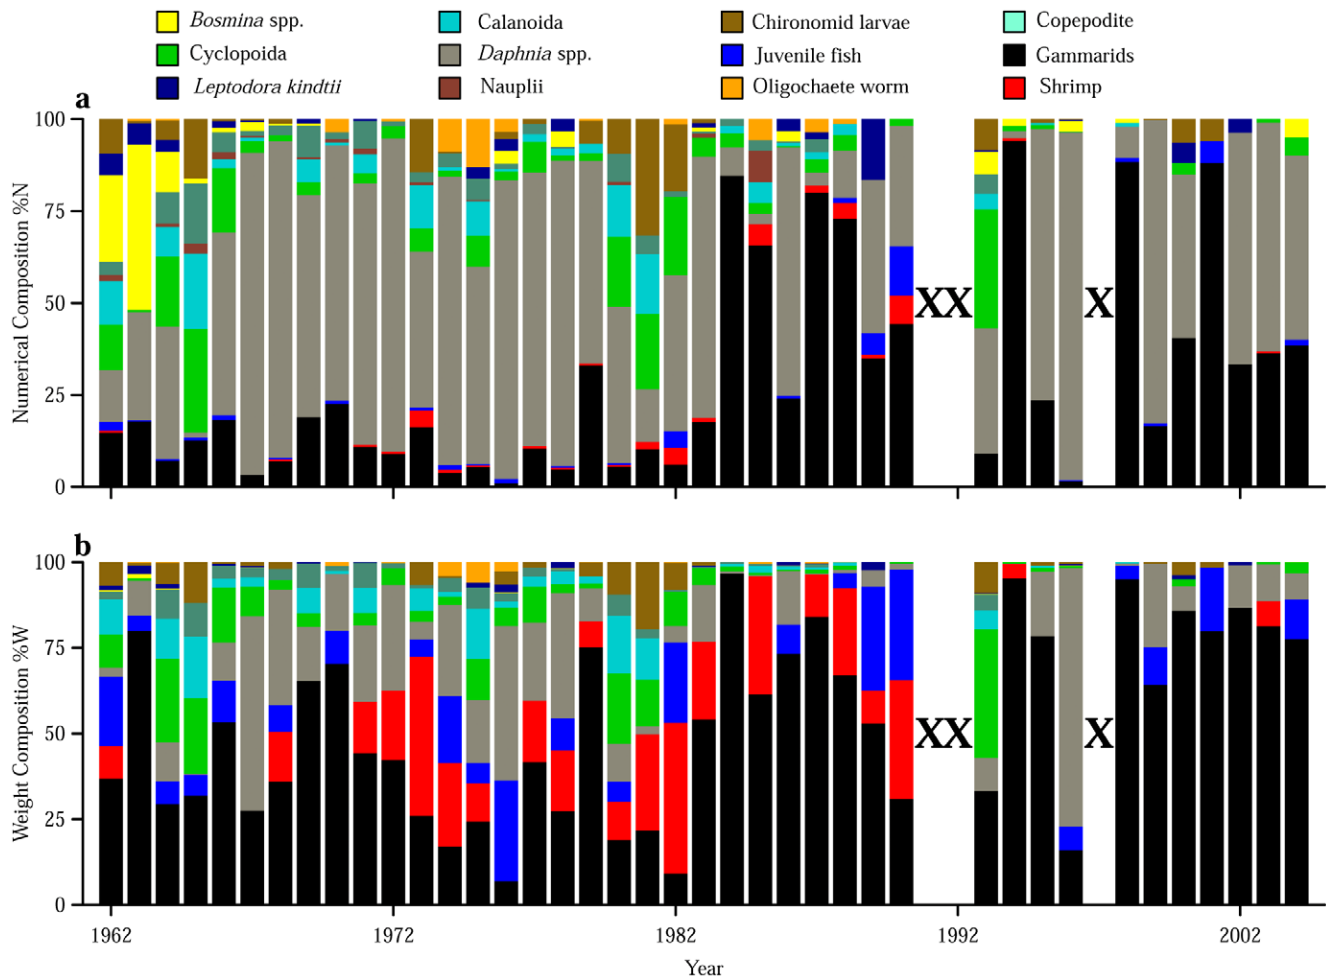 Bosmina spp. Calanoida Chironomid larvae Copepodite
Cyclopoida Daphnia spp. Juvenile fish Gammarids
Leptodora kindtii Nauplii Oligochaete worm Shrimp
a
100
75
50
25
0
Numerical Composition %N
XX X
b
100
75
50
25
0
Weight Composition %W
XX X
1962 1972 1982 1992 2002
Year